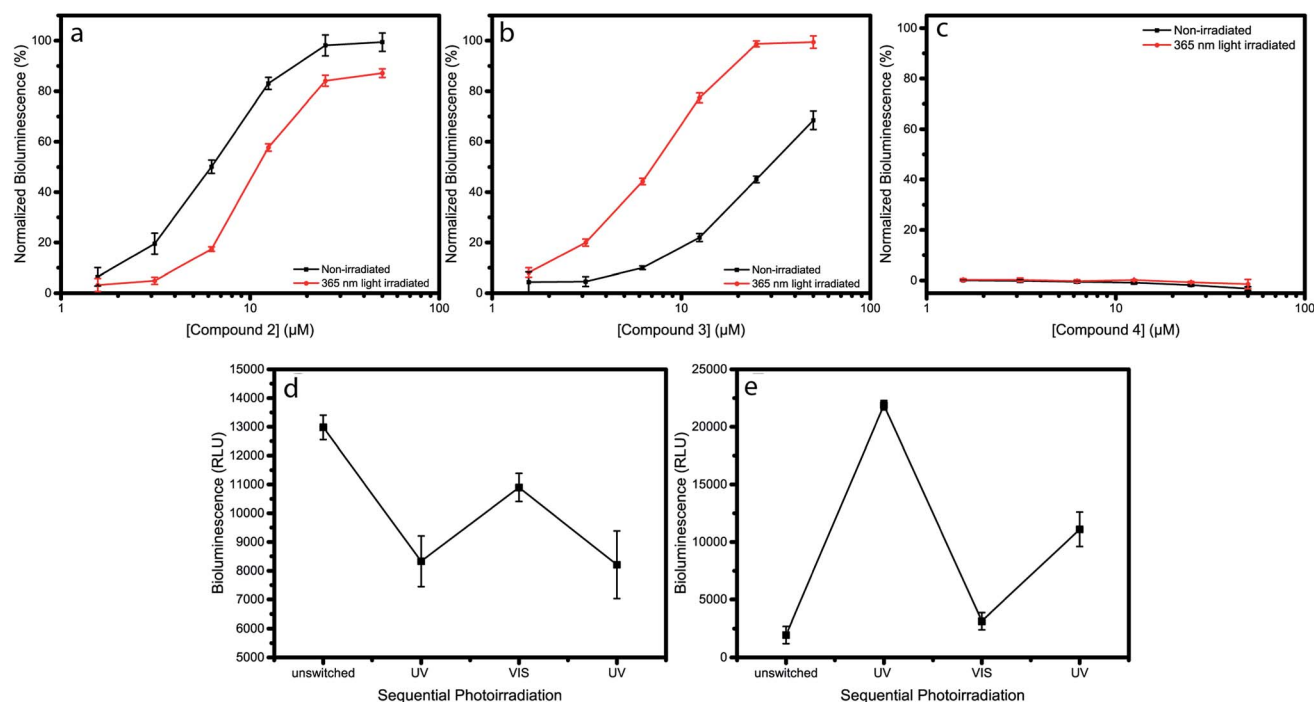 a
Normalized Bioluminescence (%)
100
80
60
40
20
0
Non-irradiated
365 nm light irradiated
1
10
100
[Compound 2] (µM)
b
Normalized Bioluminescence (%)
100
80
60
40
20
0
Non-irradiated
365 nm light irradiated
1
10
100
[Compound 3] (µM)
c
Normalized Bioluminescence (%)
100
80
60
40
20
0
Non-irradiated
365 nm light irradiated
1
10
100
[Compound 4] (µM)
d
Bioluminescence (RLU)
15000
14000
13000
12000
11000
10000
9000
8000
7000
6000
5000
unswitched
UV
VIS
UV
Sequential Photoirradiation
e
Bioluminescence (RLU)
25000
20000
15000
10000
5000
0
unswitched
UV
VIS
UV
Sequential Photoirradiation